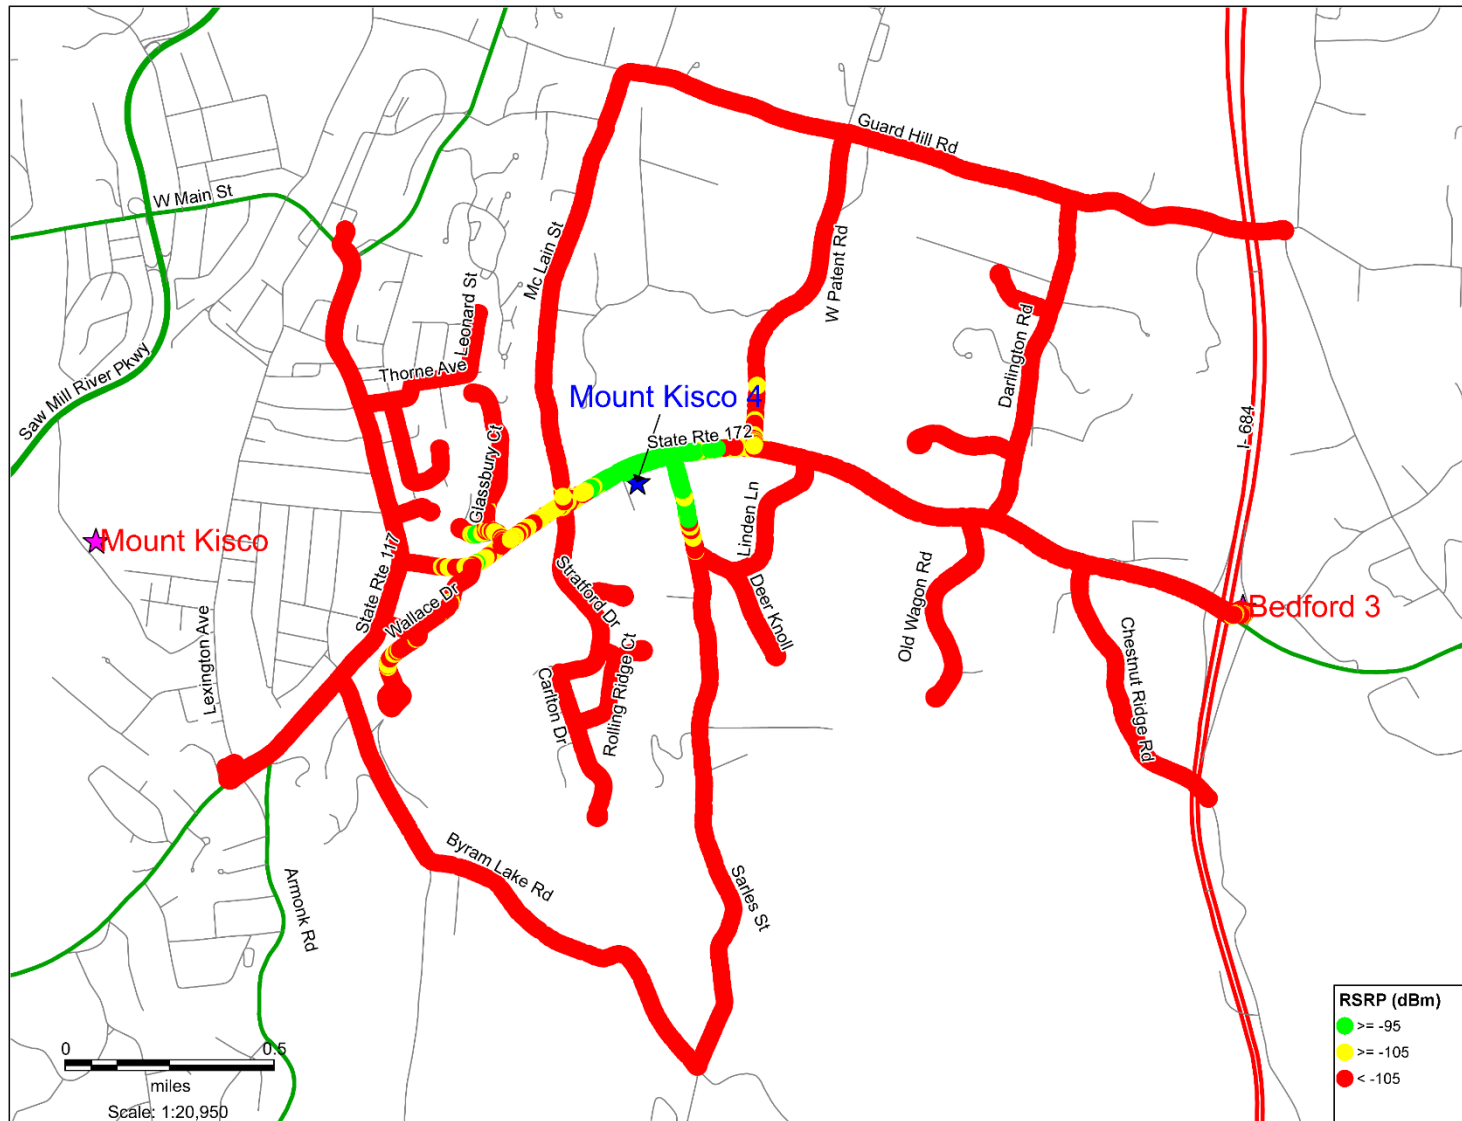 Guard Hill Rd
W Main St
Mc Lain St
W Patent Rd
Leonard St
Thorne Ave
Saw Mill River Pkwy
Darlington Rd
Mount Kisco 4
State Rte 172
I- 684
Glassbury Ct
Linden Ln
Mount Kisco
State Rte 117
Wallace Dr
Stratford Dr
Deer Knoll
Old Wagon Rd
Bedford 3
Lexington Ave
Carlton Dr
Rolling Ridge Ct
Chestnut Ridge Rd
Byram Lake Rd
Sarles St
Armonk Rd
RSRP (dBm)
>= -95
>= -105
< -105
0 0.5
miles
Scale: 1:20,950